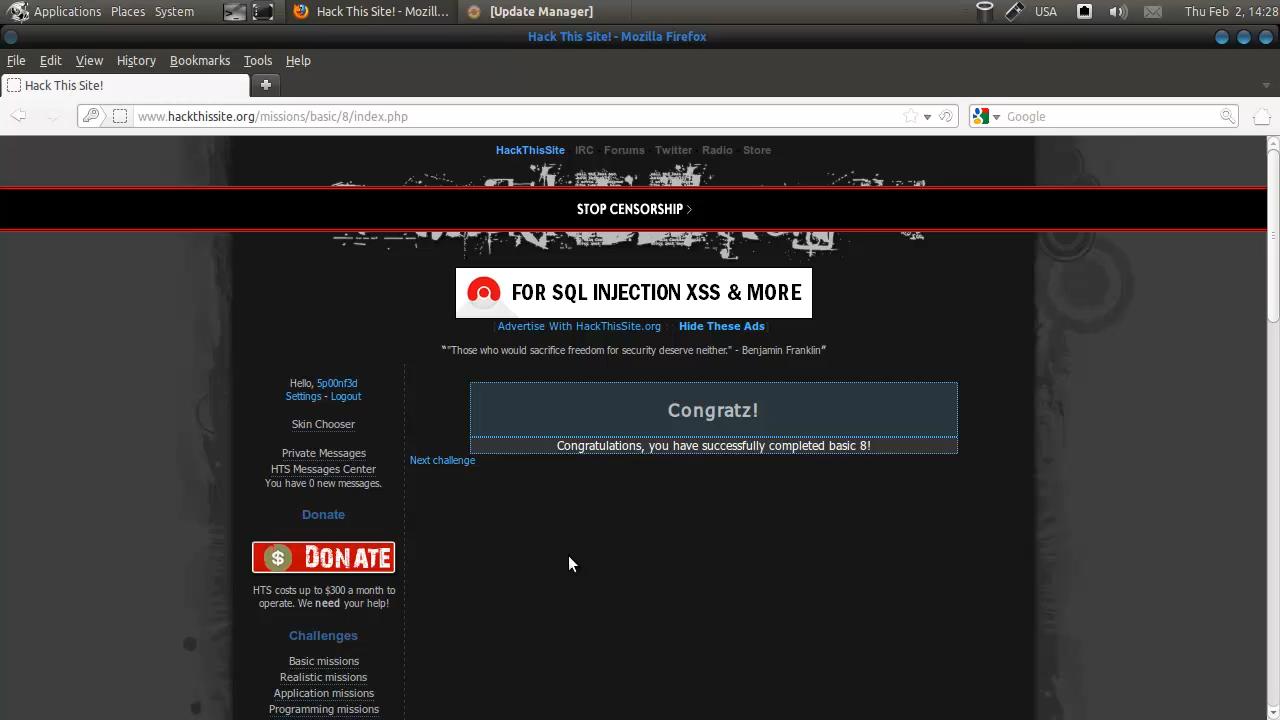 Applications Places System Hack This Site! - Mozill... [Update Manager] USA Thu Feb 2, 14:28
Hack This Site! - Mozilla Firefox
File Edit View History Bookmarks Tools Help
Hack This Site!
www.hackthissite.org/missions/basic/8/index.php Google
HackThisSite IRC Forums Twitter Radio Store
STOP CENSORSHIP >
FOR SQL INJECTION XSS & MORE
Advertise With HackThisSite.org Hide These Ads
“"Those who would sacrifice freedom for security deserve neither." - Benjamin Franklin”
Hello, 5p00nf3d
Settings - Logout
Skin Chooser
Private Messages
HTS Messages Center
You have 0 new messages.
Donate
$ DONATE
HTS costs up to $300 a month to
operate. We need your help!
Challenges
Basic missions
Realistic missions
Application missions
Programming missions
Congratz!
Congratulations, you have successfully completed basic 8!
Next challenge